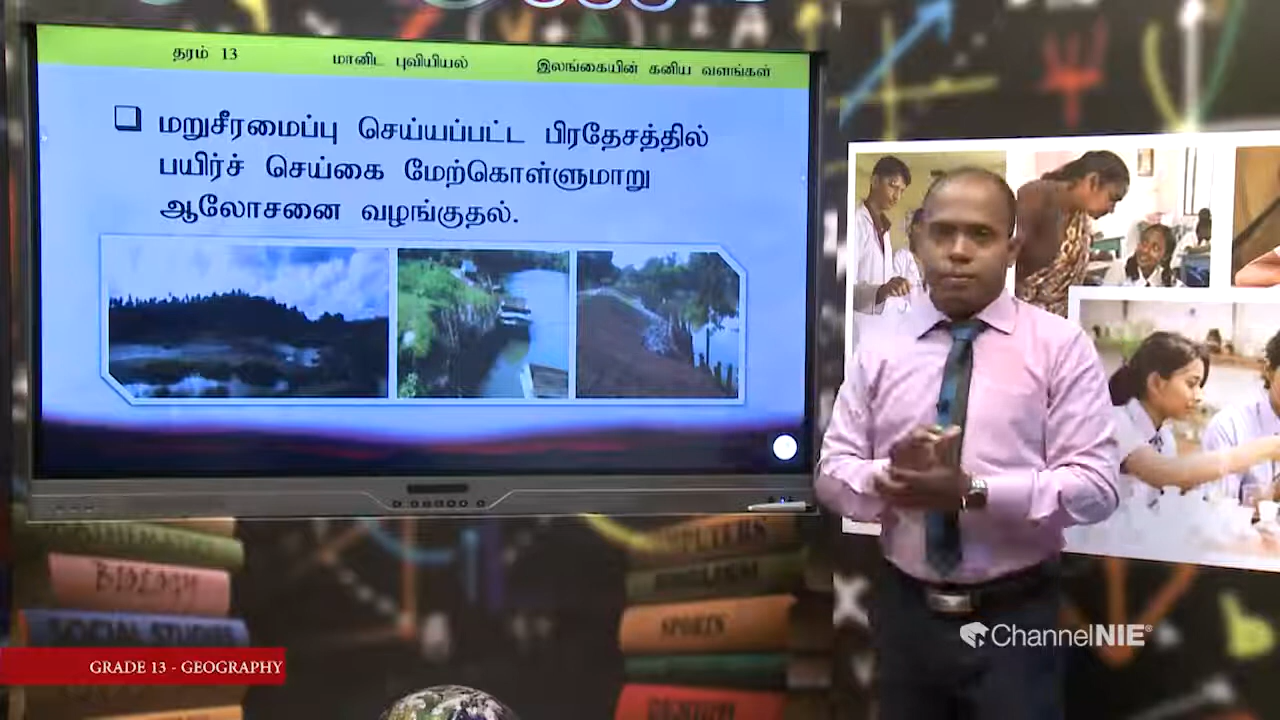 தரம் 13 மானிட புவியியல் இலங்கையின் கனிய வளங்கள்
மறுசீரமைப்பு செய்யப்பட்ட பிரதேசத்தில்
பயிர்ச் செய்கை மேற்கொள்ளுமாறு
ஆலோசனை வழங்குதல்.
BIOLOGY
SOCIAL STUDIES
SPORTS
GRADE 13 - GEOGRAPHY
ChannelNIE